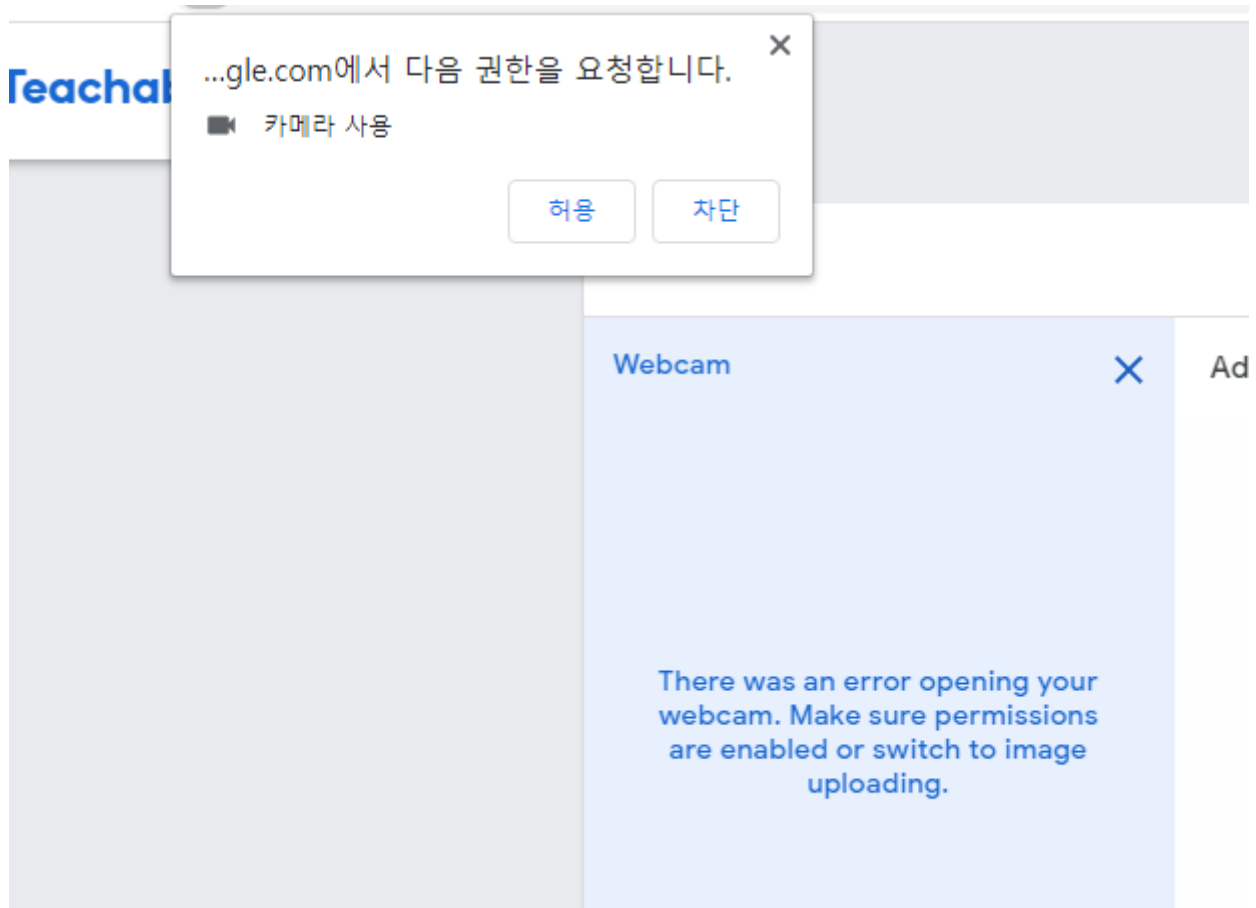 ...gle.com에서 다음 권한을 요청합니다.
카메라 사용
허용 차단
Webcam
There was an error opening your
webcam. Make sure permissions
are enabled or switch to image
uploading.